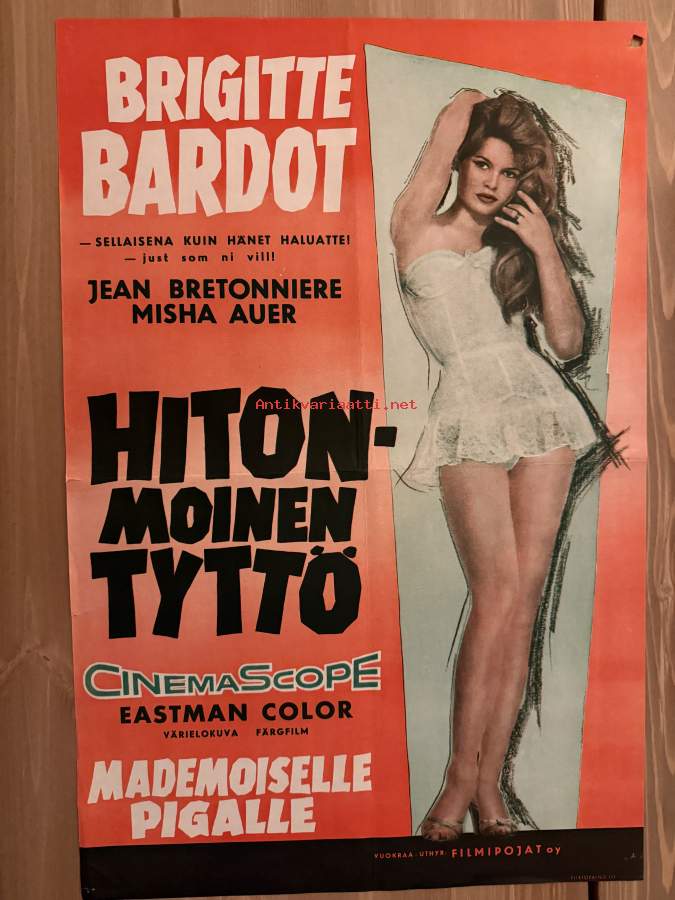 BRIGITTE
BARDOT
— SELLAISENA KUIN HÄNET HALUATTE!
— just som ni vill!
JEAN BRETONNIERE
MISHA AUER
Antikvariaatti.net
HITON-
MOINEN
TYTTÖ
CINEMASCOPE
EASTMAN COLOR
VÄRIELOKUVA FÄRGFILM
MADEMOISELLE
PIGALLE
VUOKRAA - UTHYR: FILMIPOJAT OY